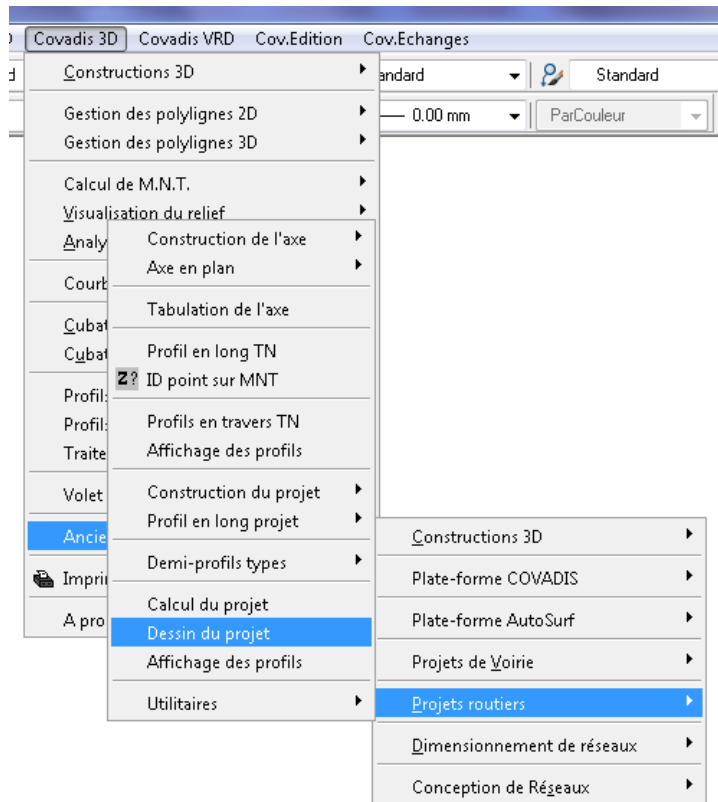 Covadis 3D Covadis VRD Cov.Edition Cov.Echanges
Constructions 3D
andard
Standard
Gestion des polylignes 2D
0.00 mm
ParCouleur
Gestion des polylignes 3D
Calcul de M.N.T.
Visualisation du relief
Analy
Courb
Cubat
Cubat
Profil:
Profil:
Traite
Volet
Ancie
Imprin
A pro
Construction de l'axe
Axe en plan
Tabulation de l'axe
Profil en long TN
Z? ID point sur MNT
Profils en travers TN
Affichage des profils
Construction du projet
Profil en long projet
Demi-profils types
Calcul du projet
Dessin du projet
Affichage des profils
Utilitaires
Constructions 3D
Plate-forme COVADIS
Plate-forme AutoSurf
Projets de Voirie
Projets routiers
Dimensionnement de réseaux
Conception de Réseaux